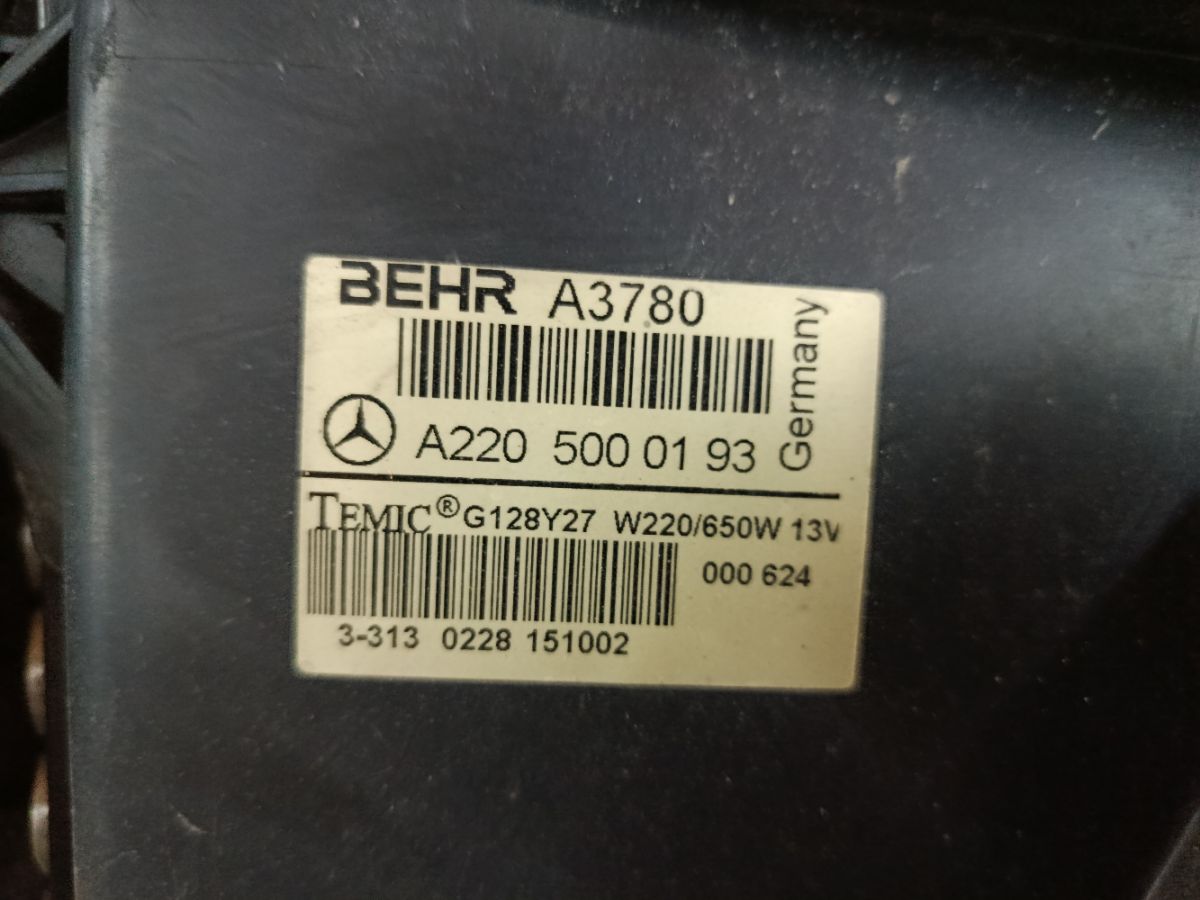 BEHR A3780
Germany
A220 500 01 93
TEMIC® G128Y27 W220/650W 13V
000 624
3-313 0228 151002